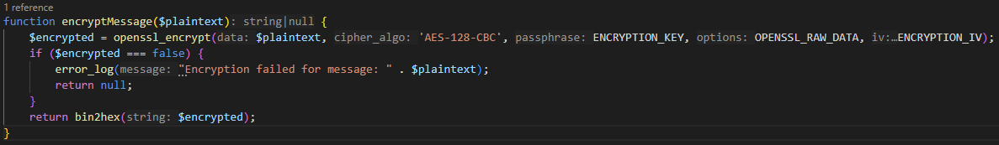 1 reference
function encryptMessage($plaintext): string|null {
    $encrypted = openssl_encrypt(data: $plaintext, cipher_algo: 'AES-128-CBC', passphrase: ENCRYPTION_KEY, options: OPENSSL_RAW_DATA, iv:…ENCRYPTION_IV);
    if ($encrypted === false) {
        error_log(message: "Encryption failed for message: " . $plaintext);
        return null;
    }
    return bin2hex(string: $encrypted);
}